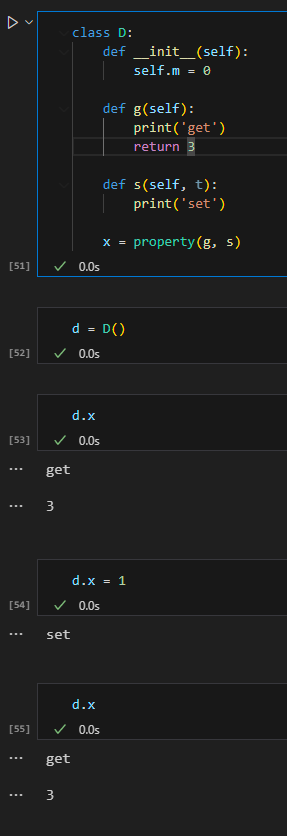 class D:
def __init__(self):
self.m = 0
def g(self):
print('get')
return 3
def s(self, t):
print('set')
x = property(g, s)
[51]
0.0s
d = D()
[52]
0.0s
d.x
[53]
0.0s
... get
... 3
d.x = 1
[54]
0.0s
... set
d.x
[55]
0.0s
... get
... 3